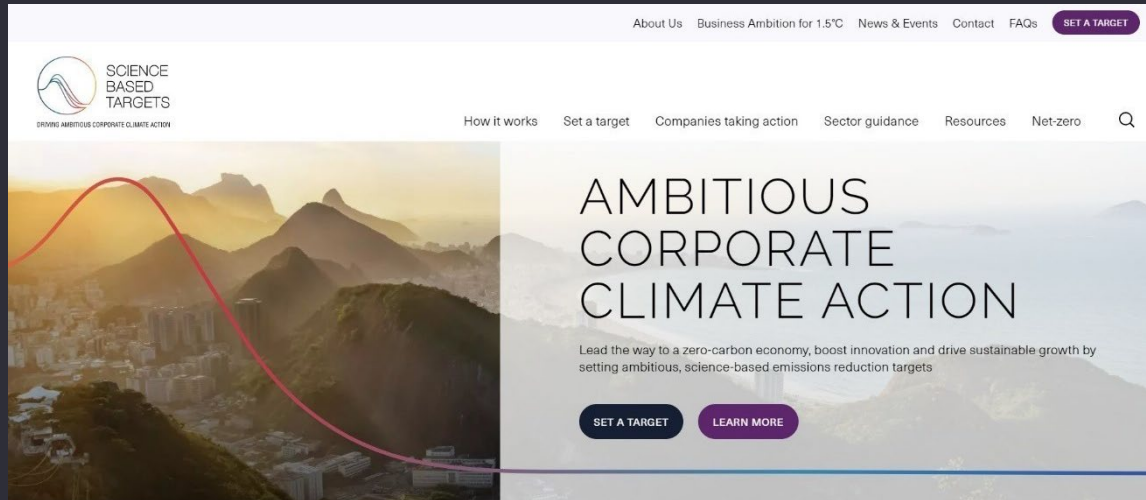 About Us Business Ambition for 1.5°C News & Events Contact FAQs SET A TARGET
SCIENCE
BASED
TARGETS
DRIVING AMBITIOUS CORPORATE CLIMATE ACTION
How it works Set a target Companies taking action Sector guidance Resources Net-zero
AMBITIOUS
CORPORATE
CLIMATE ACTION
Lead the way to a zero-carbon economy, boost innovation and drive sustainable growth by
setting ambitious, science-based emissions reduction targets
SET A TARGET LEARN MORE